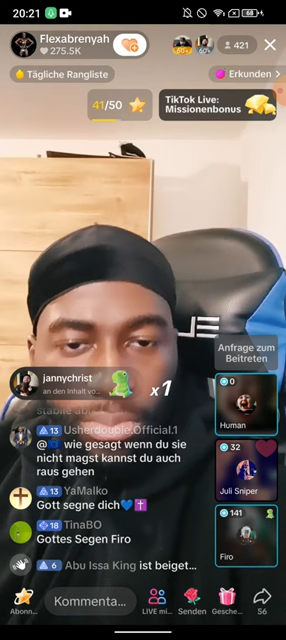 20:21
68
Flexabrenyah
275.5K
421
Tägliche Rangliste
Erkunden >
41/50
TikTok Live:
Missionenbonus
Anfrage zum
Beitreten
jannychrist
an den Inhalt vo...
x1
0
Human
13 Usherdouble.Official.1
@ wie gesagt wenn du sie
nicht magst kannst du auch
raus gehen
32
Juli Sniper
13 YaMalko
Gott segne dich
18 TinaBO
Gottes Segen Firo
141
Firo
6 Abu Issa King ist beiget...
Abonn...
Kommenta...
LIVE mi...
Senden
Gesche...
56